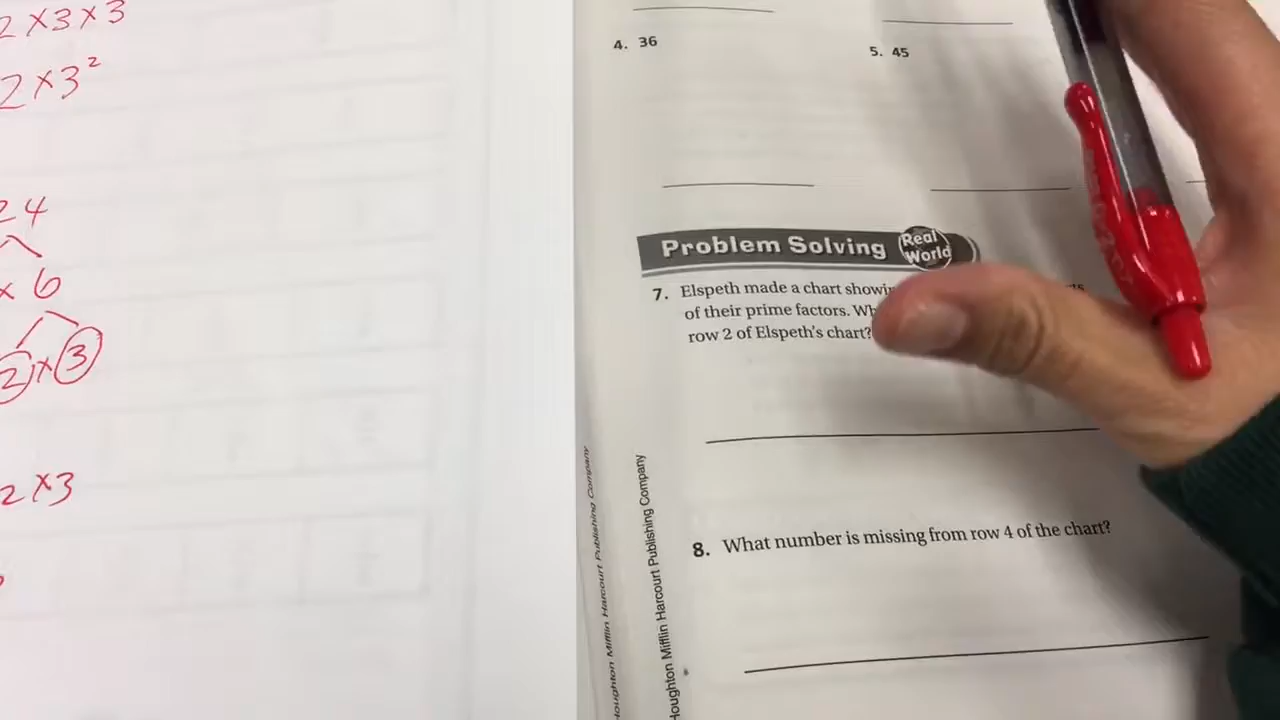 2×3×3
2×3²
24
× 6
2×3
2×3
4. 36
5. 45
Problem Solving Real World
7. Elspeth made a chart
of their prime factors.
row 2 of Elspeth's chart?
8. What number is missing from row 4 of the chart?
Houghton Mifflin Harcourt Publishing Company
Houghton Mifflin Harcourt Publishing Company